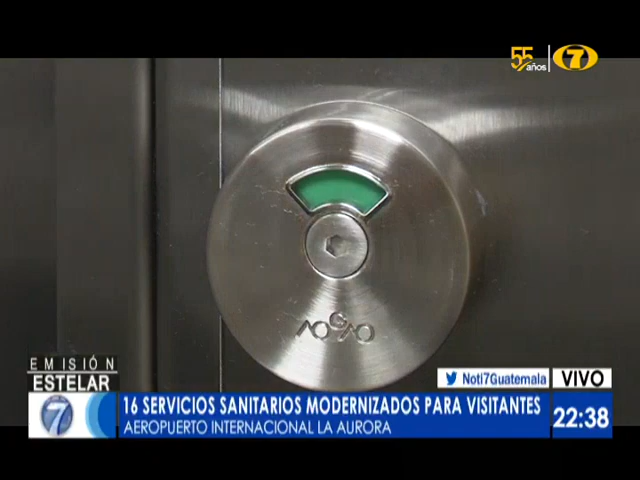 55 años 7
AOGAO
EMISIÓN
ESTELAR
Noti7Guatemala VIVO
7
16 SERVICIOS SANITARIOS MODERNIZADOS PARA VISITANTES
22:38
AEROPUERTO INTERNACIONAL LA AURORA